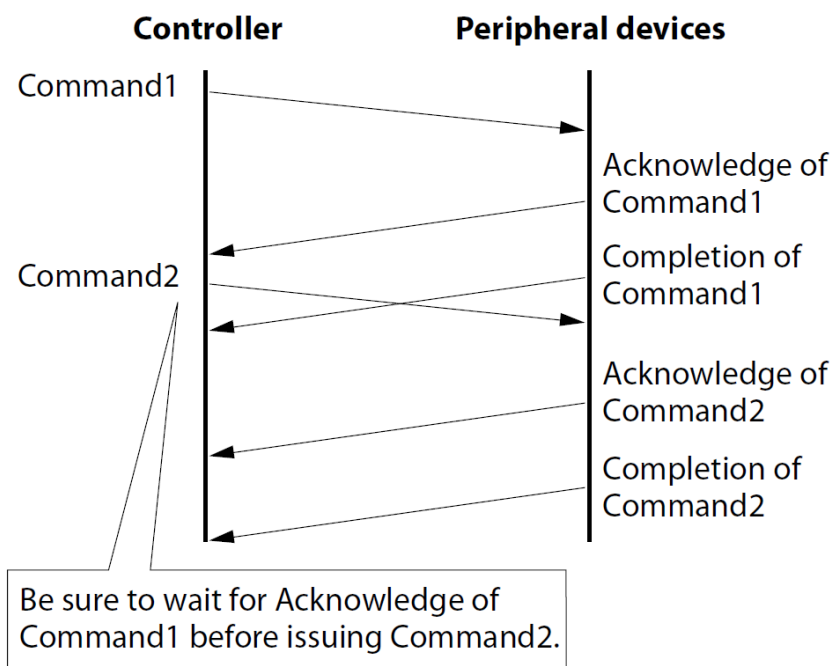 Controller
Peripheral devices
Command1
Acknowledge of
Command1
Command2
Completion of
Command1
Acknowledge of
Command2
Completion of
Command2
Be sure to wait for Acknowledge of
Command1 before issuing Command2.